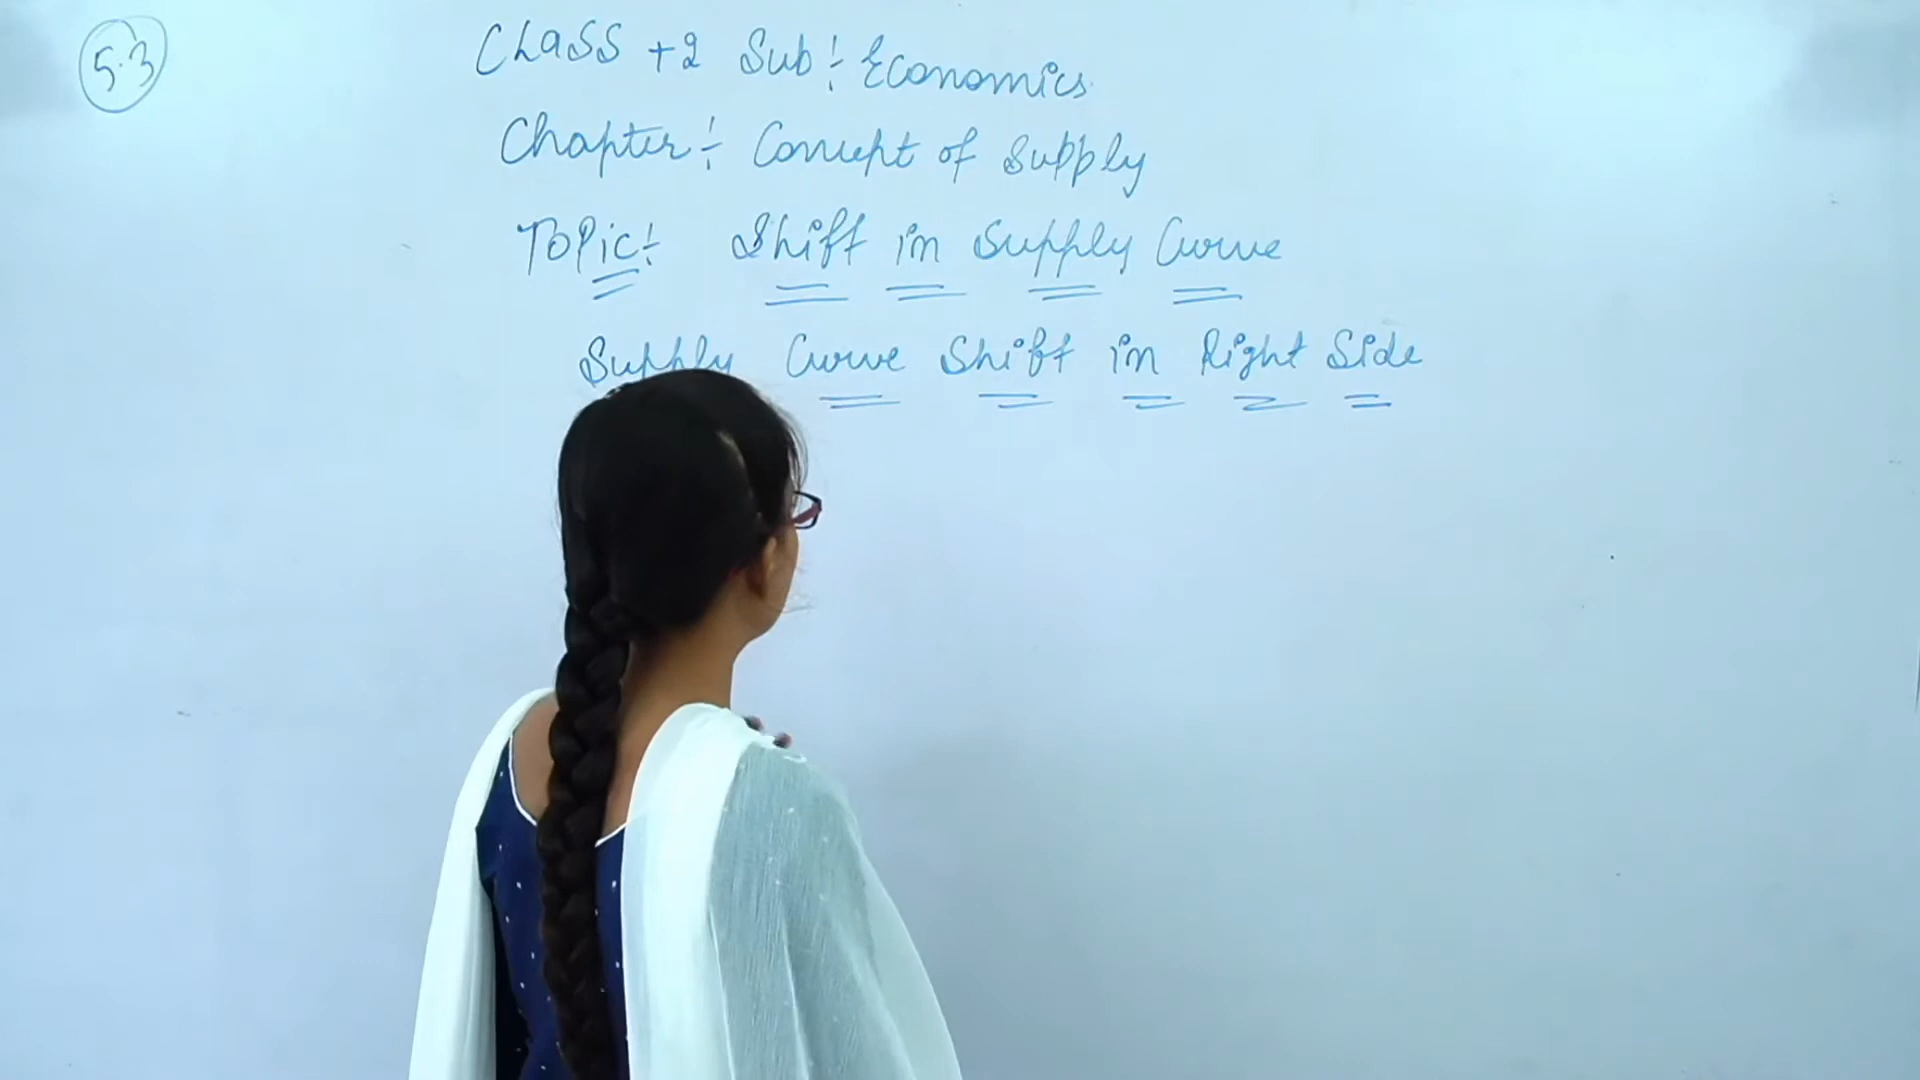 5.3
CLASS +2 Sub:- Economics
Chapter:- Concept of Supply
Topic:- Shift in Supply Curve
Supply Curve Shift in Right Side